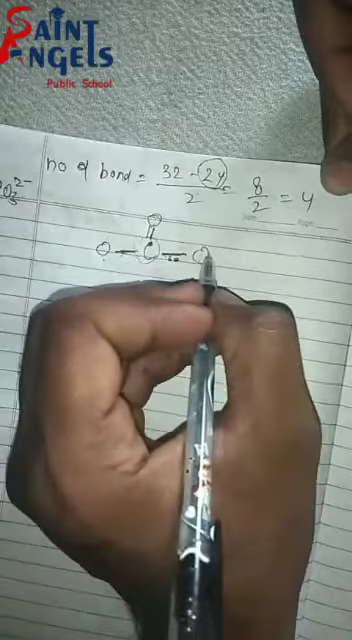 SAINT
ANGELS
Public School
no of bond = 32 - 24 / 2 = 8 / 2 = 4
O
O C O